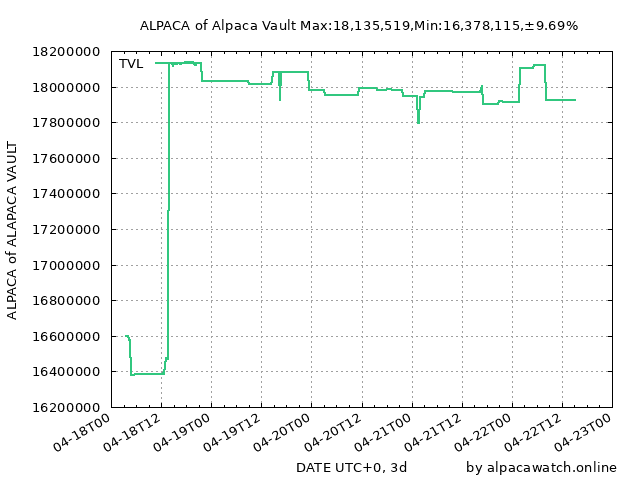 ALPACA of Alpaca Vault Max:18,135,519,Min:16,378,115,±9.69%
TVL
18200000
18000000
17800000
17600000
17400000
17200000
17000000
16800000
16600000
16400000
16200000
ALPACA of ALAPACA VAULT
04-18T00
04-18T12
04-19T00
04-19T12
04-20T00
04-20T12
04-21T00
04-21T12
04-22T00
04-22T12
04-23T00
DATE UTC+0, 3d
by alpacawatch.online